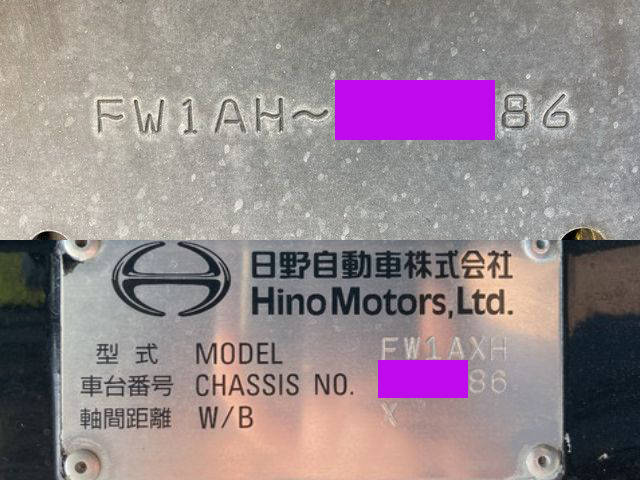 FW1AH~ 86
日野自動車株式会社
Hino Motors, Ltd.
型式 MODEL FW1AXH
車台番号 CHASSIS NO. 86
軸間距離 W/B X